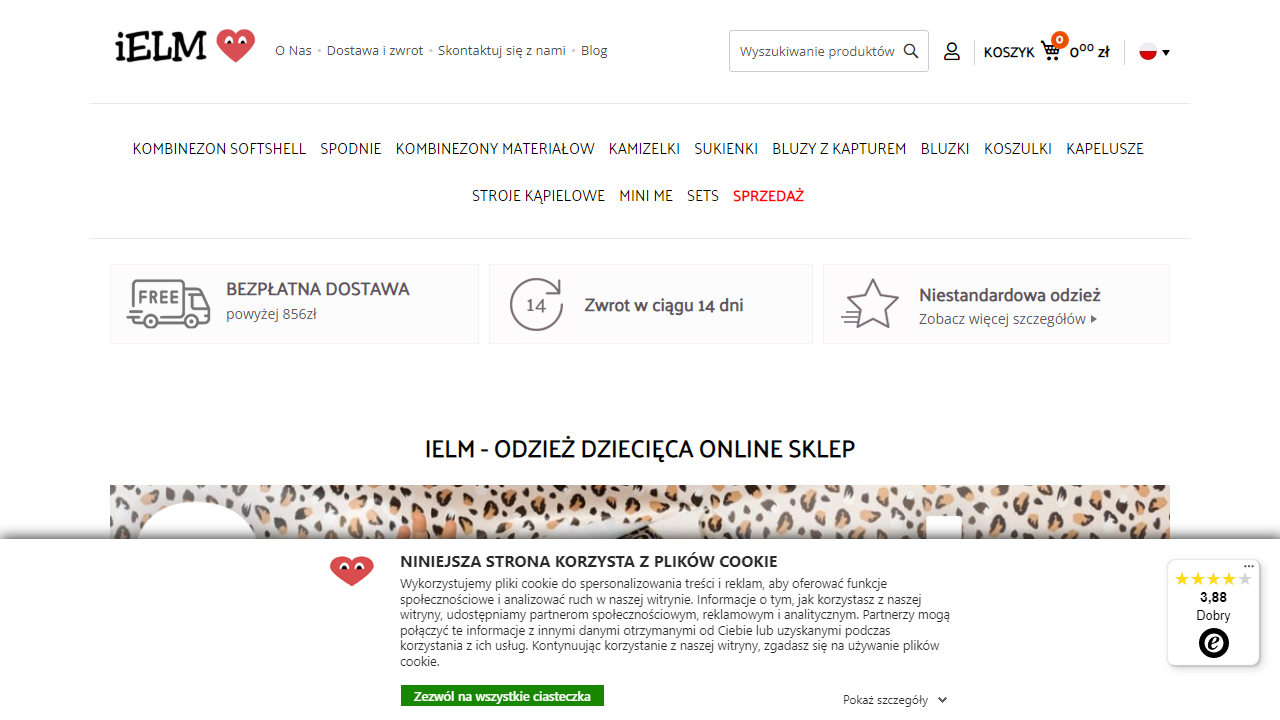 iELM
O Nas • Dostawa i zwrot • Skontaktuj się z nami • Blog
Wyszukiwanie produktów
KOSZYK 0 0⁰⁰ zł
KOMBINEZON SOFTSHELL SPODNIE KOMBINEZONY MATERIAŁOW KAMIZELKI SUKIENKI BLUZY Z KAPTUREM BLUZKI KOSZULKI KAPELUSZE
STROJE KĄPIELOWE MINI ME SETS SPRZEDAŻ
FREE
BEZPŁATNA DOSTAWA
powyżej 856zł
14
Zwrot w ciągu 14 dni
Niestandardowa odzież
Zobacz więcej szczegółów
IELM - ODZIEŻ DZIECIĘCA ONLINE SKLEP
NINIEJSZA STRONA KORZYSTA Z PLIKÓW COOKIE
Wykorzystujemy pliki cookie do spersonalizowania treści i reklam, aby oferować funkcje
społecznościowe i analizować ruch w naszej witrynie. Informacje o tym, jak korzystasz z naszej
witryny, udostępniamy partnerom społecznościowym, reklamowym i analitycznym. Partnerzy mogą
połączyć te informacje z innymi danymi otrzymanymi od Ciebie lub uzyskanymi podczas
korzystania z ich usług. Kontynuując korzystanie z naszej witryny, zgadasz się na używanie plików
cookie.
Zezwól na wszystkie ciasteczka
Pokaż szczegóły
3,88
Dobry
e